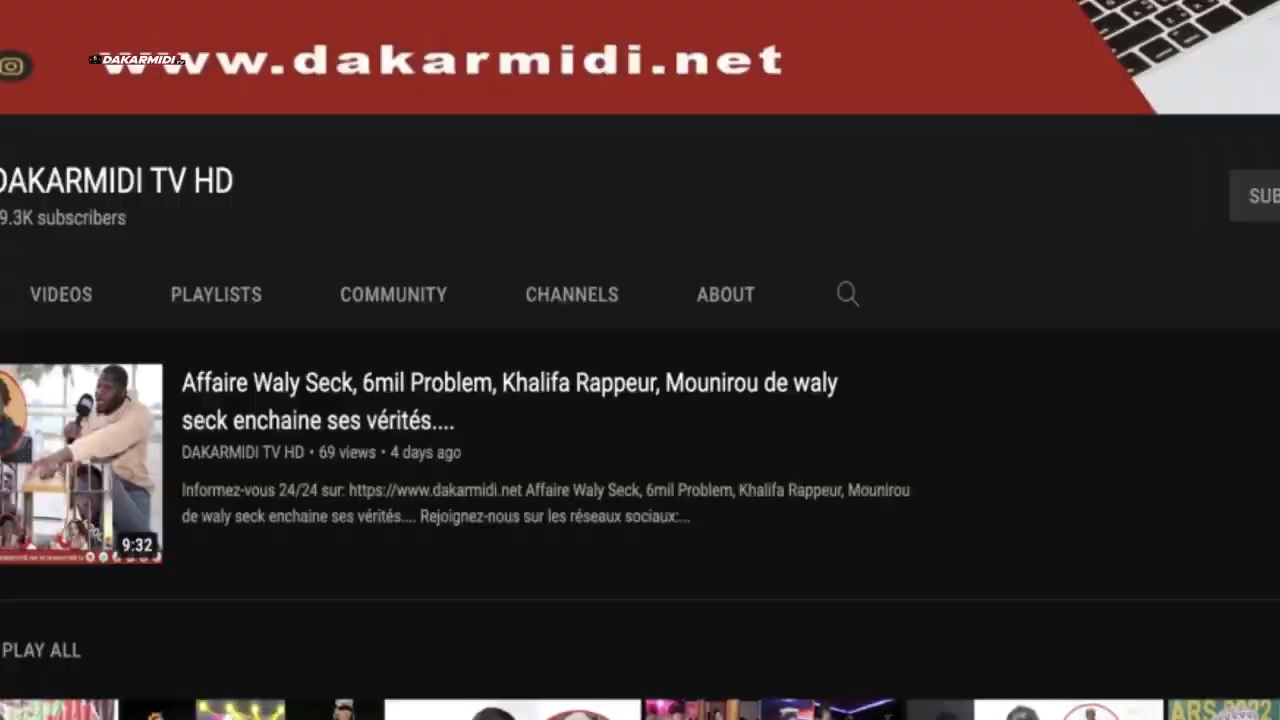 DAKARMIDI
www.dakarmidi.net
DAKARMIDI TV HD
9.3K subscribers
SUB
VIDEOS PLAYLISTS COMMUNITY CHANNELS ABOUT
Affaire Waly Seck, 6mil Problem, Khalifa Rappeur, Mounirou de waly
seck enchaine ses vérités....
DAKARMIDI TV HD • 69 views • 4 days ago
Informez-vous 24/24 sur: https://www.dakarmidi.net Affaire Waly Seck, 6mil Problem, Khalifa Rappeur, Mounirou
de waly seck enchaine ses vérités.... Rejoignez-nous sur les réseaux sociaux:...
9:32
PLAY ALL